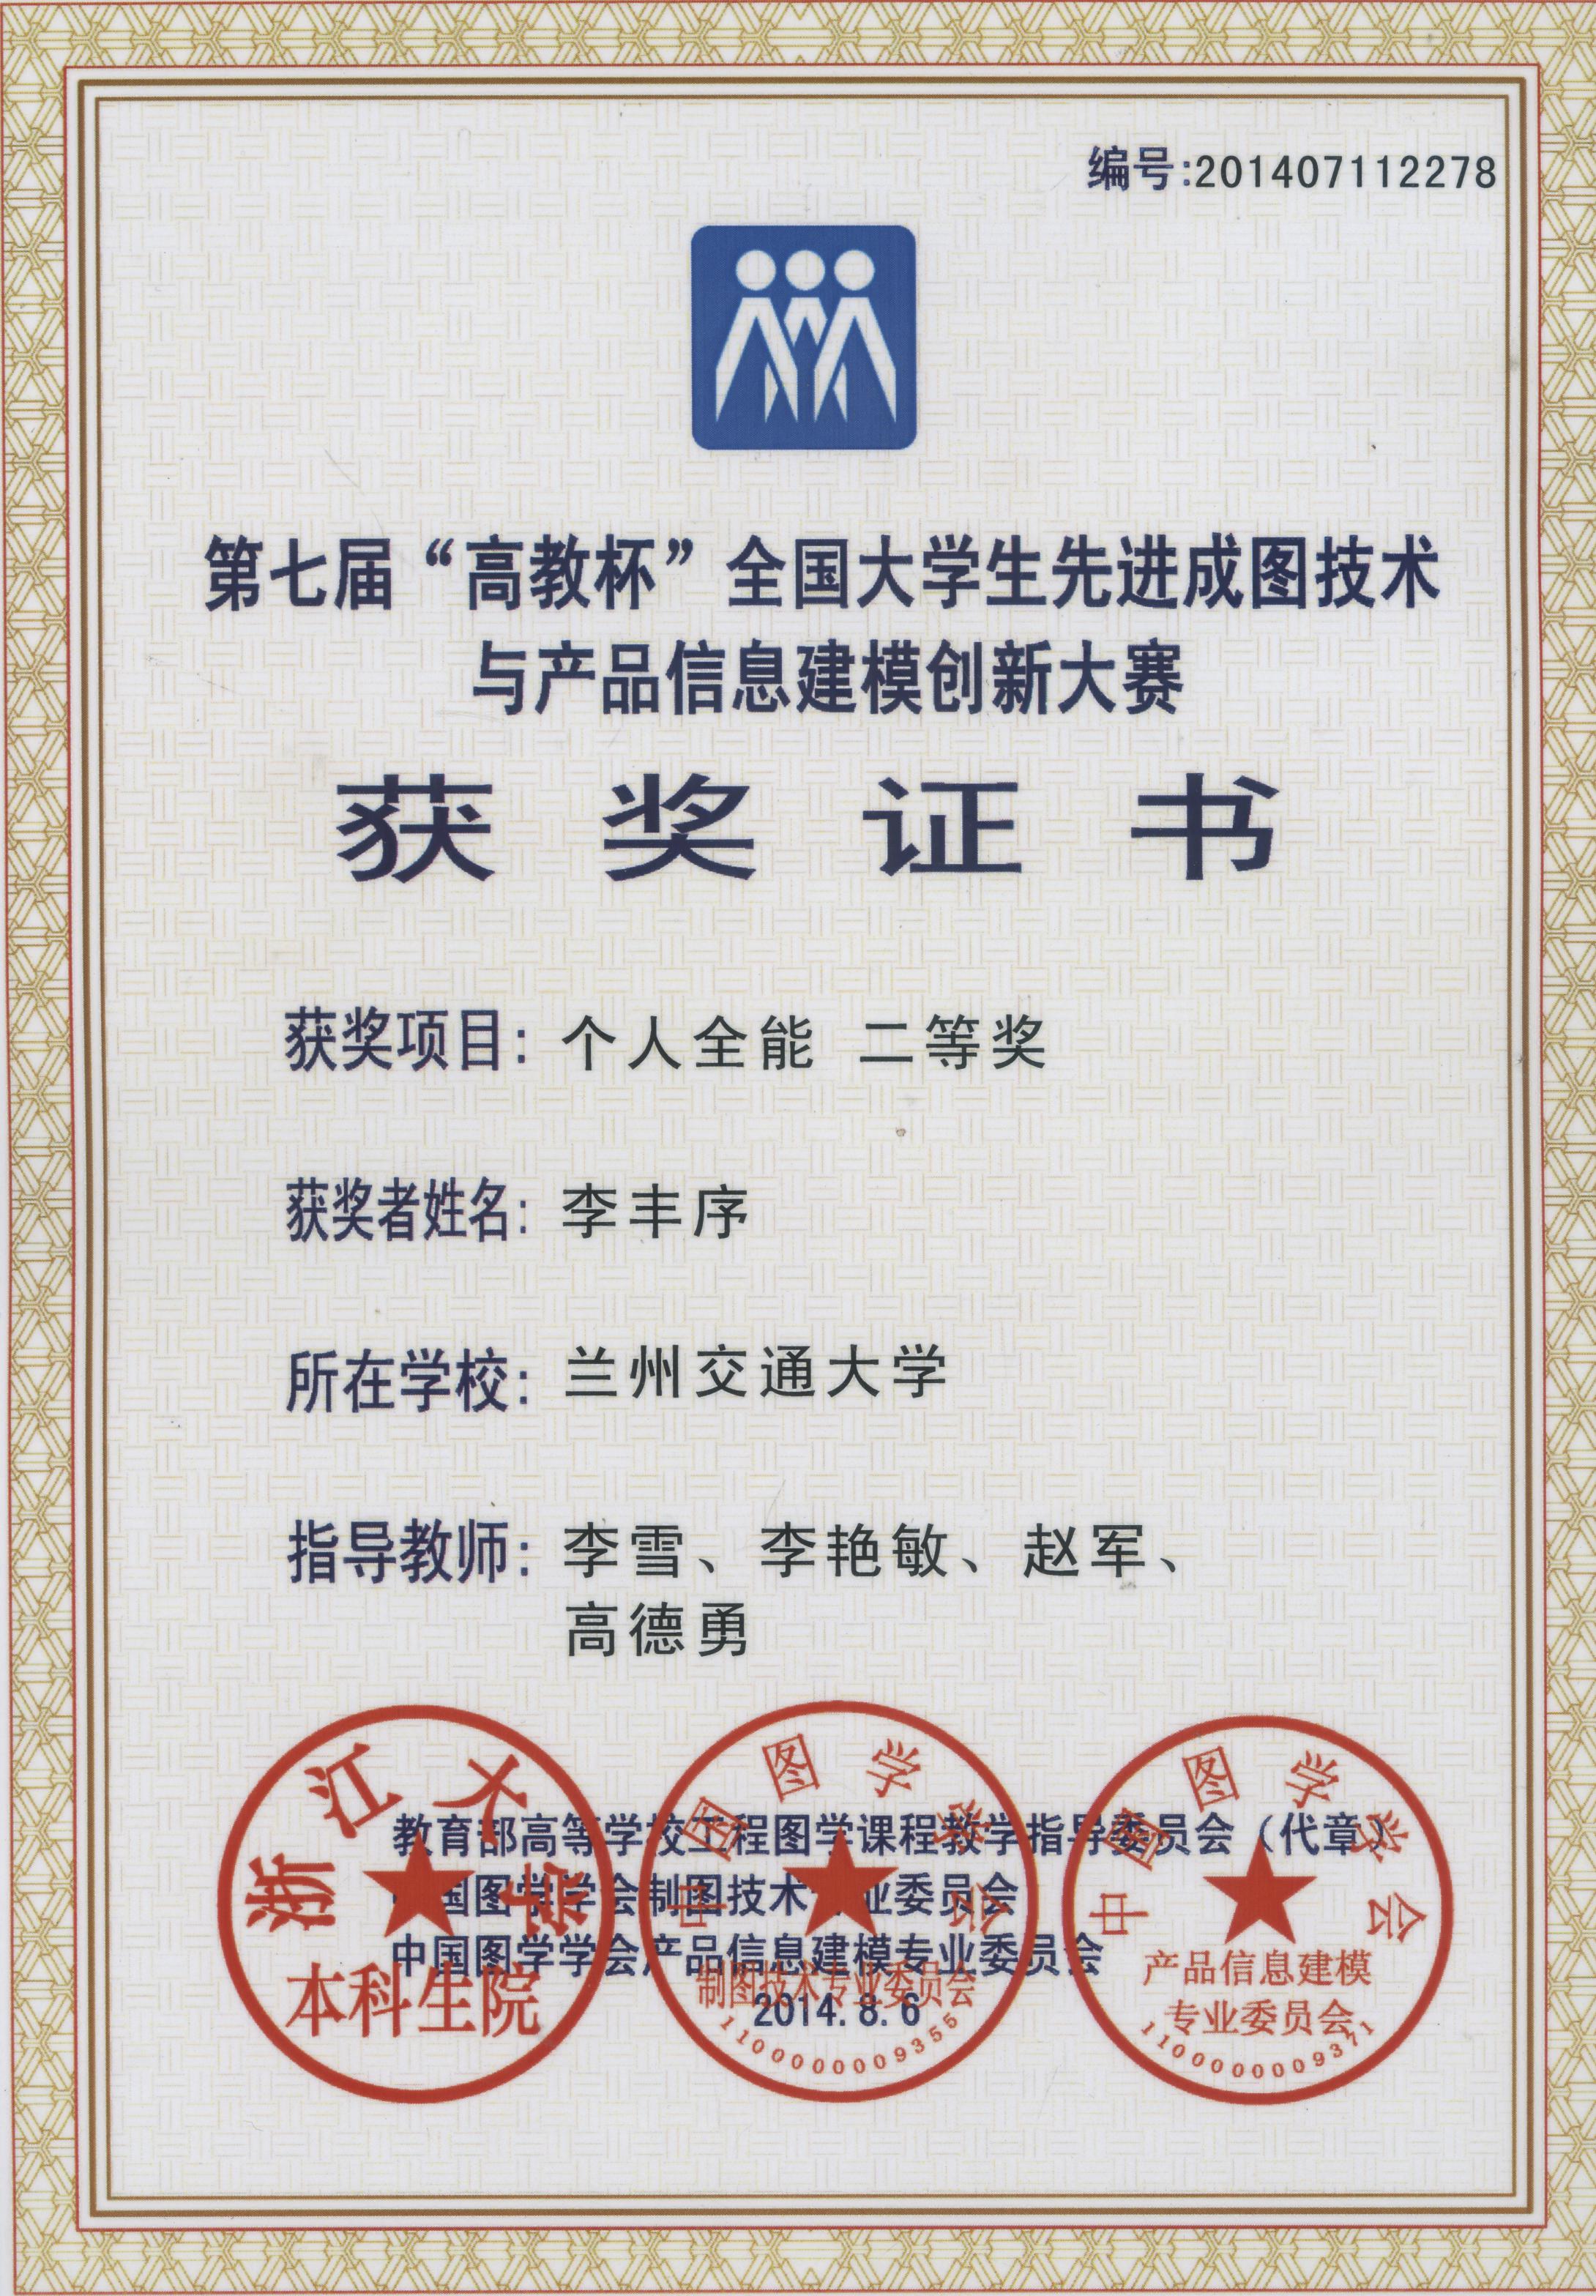 编号:201407112278
第七届“高教杯”全国大学生先进成图技术
与产品信息建模创新大赛
获奖证书
获奖项目: 个人全能 二等奖
获奖者姓名: 李丰序
所在学校: 兰州交通大学
指导教师: 李雪、李艳敏、赵军、
高德勇
教育部高等学校工程图学课程教学指导委员会（代章）
中国图学学会制图技术专业委员会
中国图学学会产品信息建模专业委员会
2014.8.6
浙江大学
本科生院
中国图学学会
制图技术专业委员会
1100000009355
中国图学学会
产品信息建模
专业委员会
1100000009371